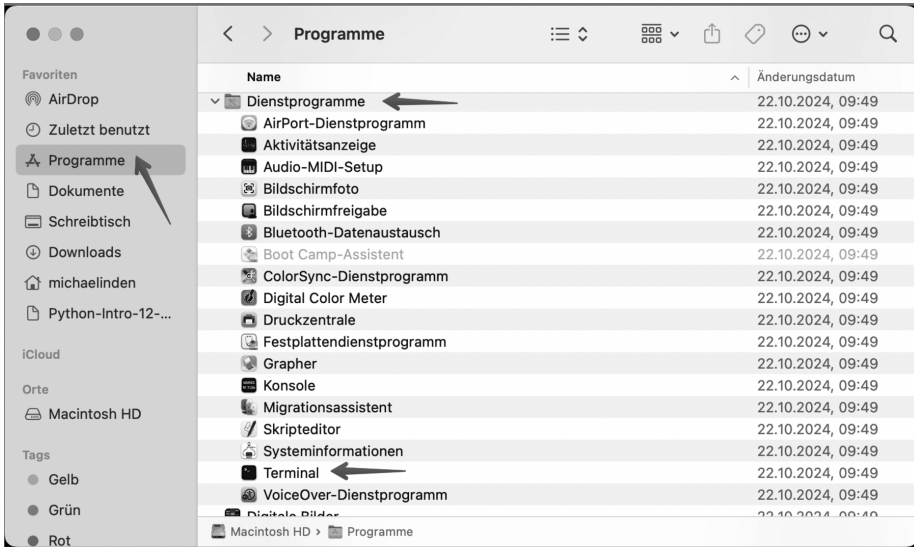 Programme
Favoriten
AirDrop
Zuletzt benutzt
Programme
Dokumente
Schreibtisch
Downloads
michaelinden
Python-Intro-12-...
iCloud
Orte
Macintosh HD
Tags
Gelb
Grün
Rot
Name Änderungsdatum
Dienstprogramme 22.10.2024, 09:49
AirPort-Dienstprogramm 22.10.2024, 09:49
Aktivitätsanzeige 22.10.2024, 09:49
Audio-MIDI-Setup 22.10.2024, 09:49
Bildschirmfoto 22.10.2024, 09:49
Bildschirmfreigabe 22.10.2024, 09:49
Bluetooth-Datenaustausch 22.10.2024, 09:49
Boot Camp-Assistent 22.10.2024, 09:49
ColorSync-Dienstprogramm 22.10.2024, 09:49
Digital Color Meter 22.10.2024, 09:49
Druckzentrale 22.10.2024, 09:49
Festplattendienstprogramm 22.10.2024, 09:49
Grapher 22.10.2024, 09:49
Konsole 22.10.2024, 09:49
Migrationsassistent 22.10.2024, 09:49
Skripteditor 22.10.2024, 09:49
Systeminformationen 22.10.2024, 09:49
Terminal 22.10.2024, 09:49
VoiceOver-Dienstprogramm 22.10.2024, 09:49
Digitale Bilder 22.10.2024, 09:49
Macintosh HD › Programme